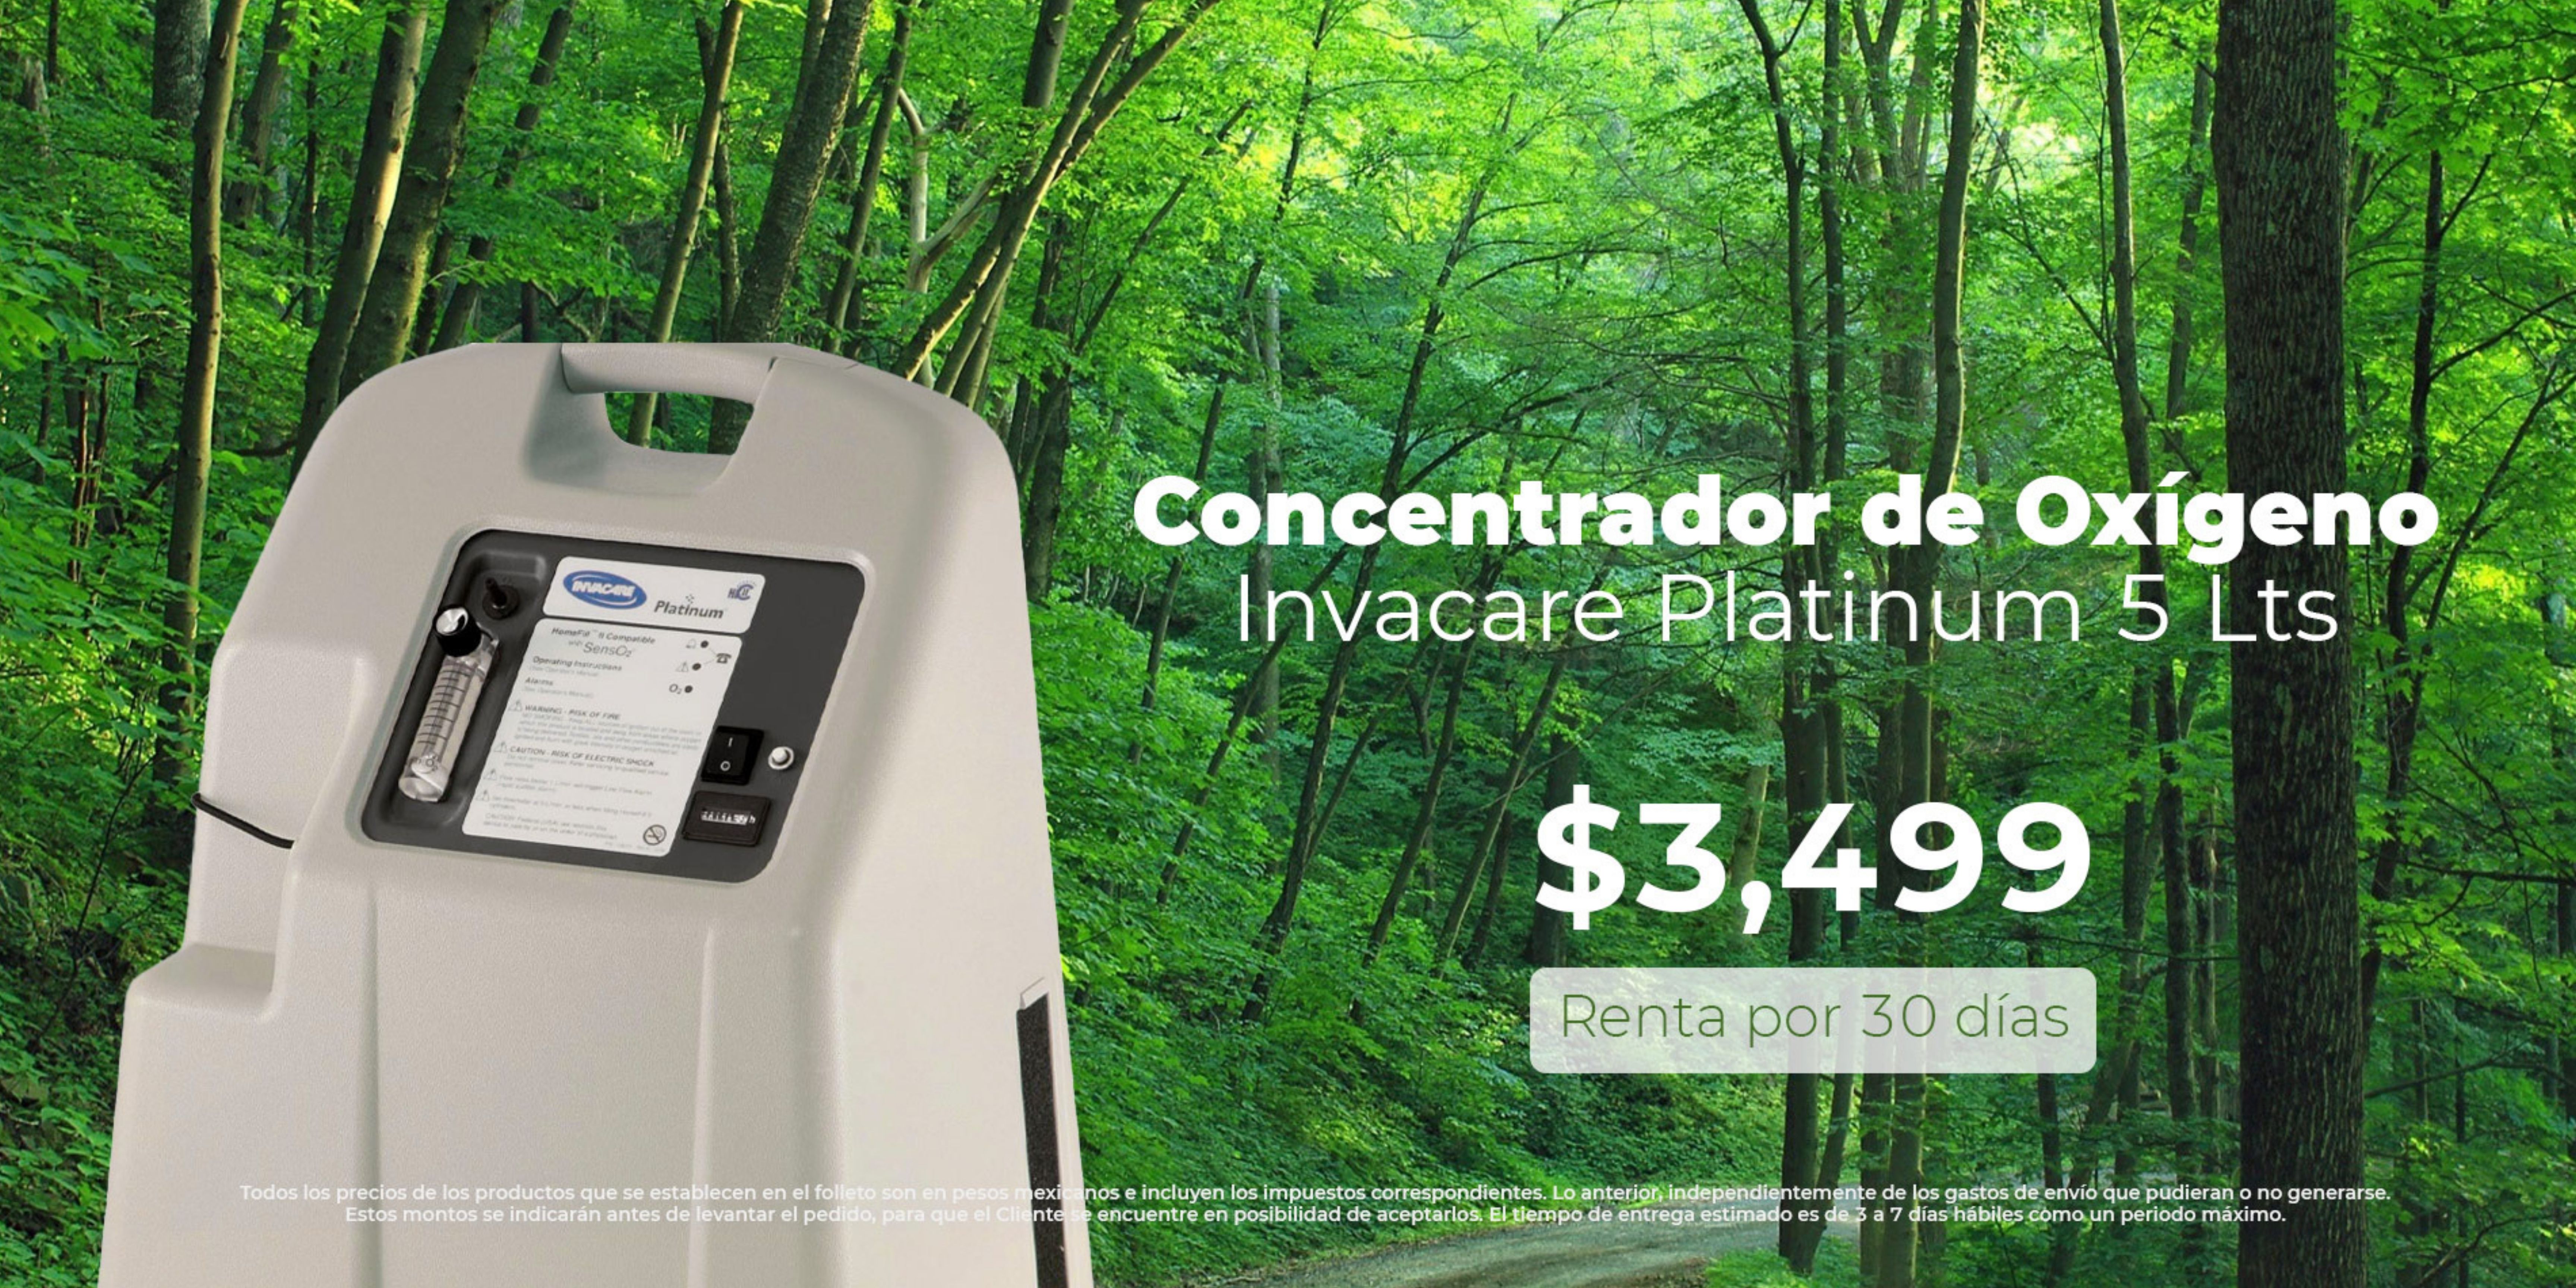 Concentrador de Oxígeno
Invacare Platinum 5 Lts
$3,499
Renta por 30 días
INVACARE
Platinum
HomeFill™ II Compatible
with SensO2
Operating Instructions
Alarms
O2
WARNING - RISK OF FIRE
CAUTION - RISK OF ELECTRIC SHOCK
Todos los precios de los productos que se establecen en el folleto son en pesos mexicanos e incluyen los impuestos correspondientes. Lo anterior, independientemente de los gastos de envío que pudieran o no generarse.
Estos montos se indicarán antes de levantar el pedido, para que el Cliente se encuentre en posibilidad de aceptarlos. El tiempo de entrega estimado es de 3 a 7 días hábiles como un periodo máximo.